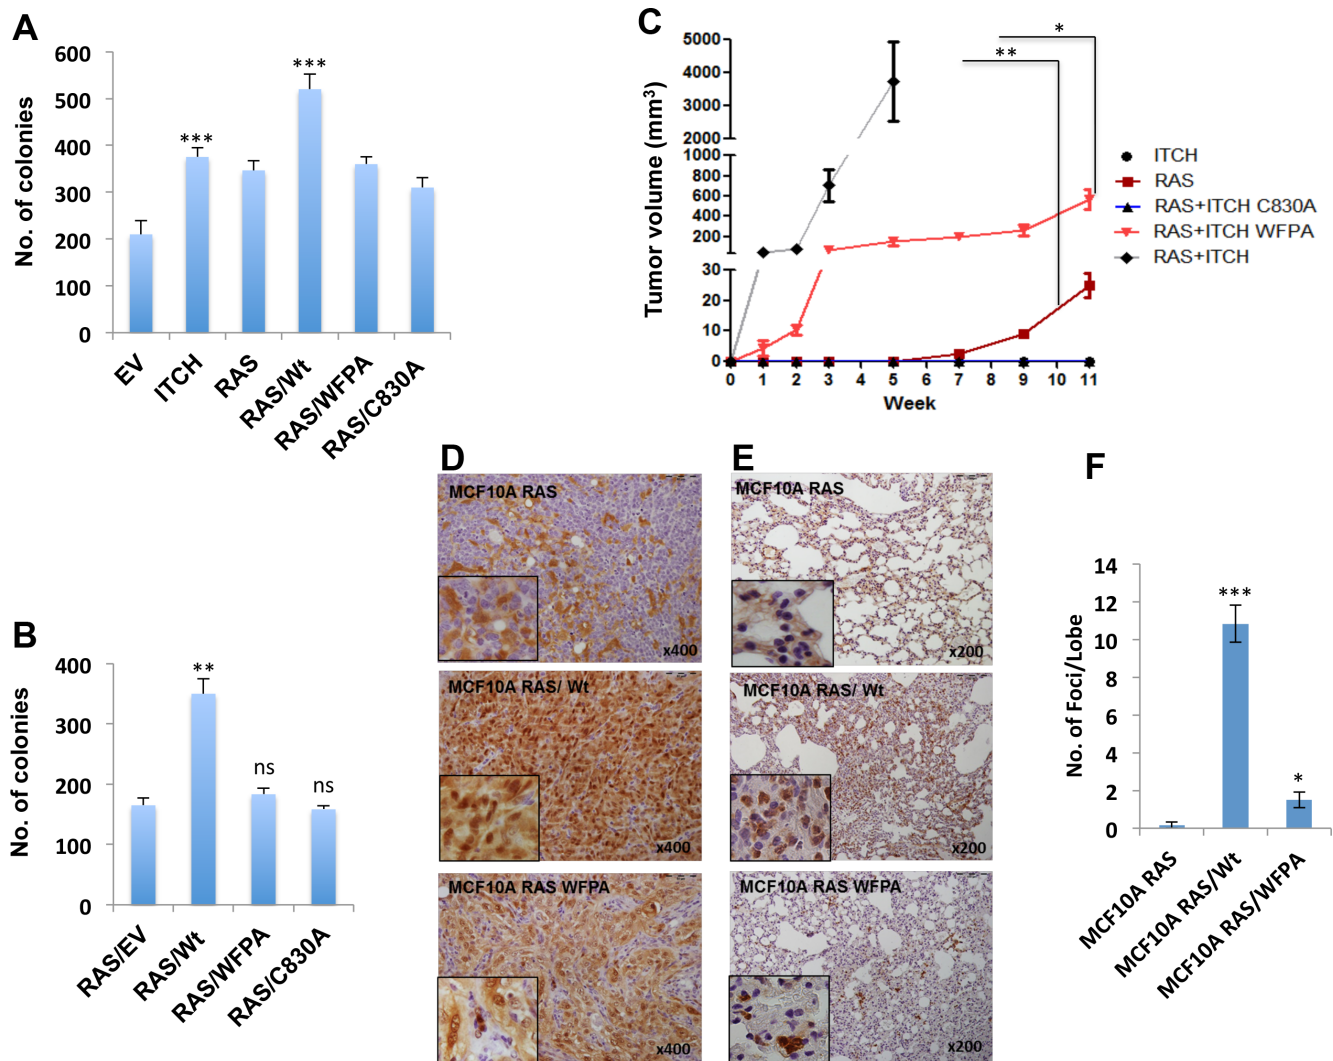 A
No. of colonies
600
500
400
300
200
100
0
***
***
EV
ITCH
RAS
RAS/Wt
RAS/WFPA
RAS/C830A
C
Tumor volume (mm³)
5000
4000
3000
2000
1000
800
600
400
200
30
20
10
0
*
**
0 1 2 3 4 5 6 7 8 9 10 11
Week
ITCH
RAS
RAS+ITCH C830A
RAS+ITCH WFPA
RAS+ITCH
B
No. of colonies
400
300
200
100
0
**
ns
ns
RAS/EV
RAS/Wt
RAS/WFPA
RAS/C830A
D
MCF10A RAS
x400
MCF10A RAS/ Wt
x400
MCF10A RAS WFPA
x400
E
MCF10A RAS
x200
MCF10A RAS/ Wt
x200
MCF10A RAS WFPA
x200
F
No. of Foci/Lobe
14
12
10
8
6
4
2
0
***
*
MCF10A RAS
MCF10A RAS/Wt
MCF10A RAS/WFPA